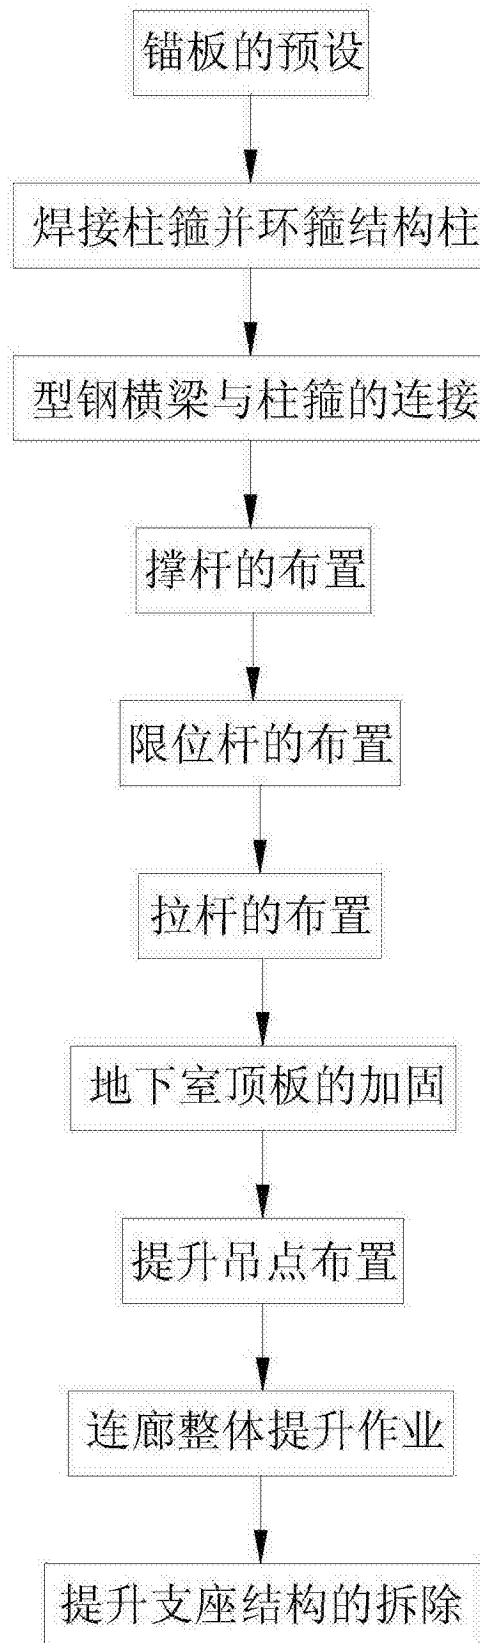 锚板的预设
焊接柱箍并环箍结构柱
型钢横梁与柱箍的连接
撑杆的布置
限位杆的布置
拉杆的布置
地下室顶板的加固
提升吊点布置
连廊整体提升作业
提升支座结构的拆除